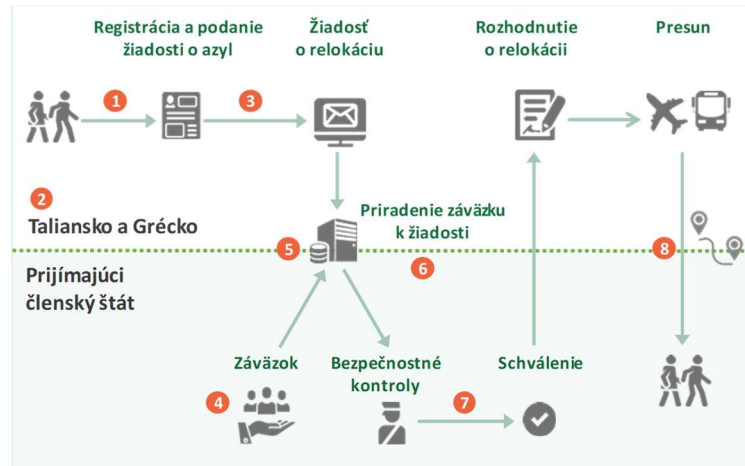 Registrácia a podanie
žiadosti o azyl
Žiadosť
o relokáciu
Rozhodnutie
o relokácii
Presun
1
3
2
Taliansko a Grécko
Priradenie záväzku
k žiadosti
5
6
8
Prijímajúci
členský štát
Záväzok
Bezpečnostné
kontroly
Schválenie
4
7